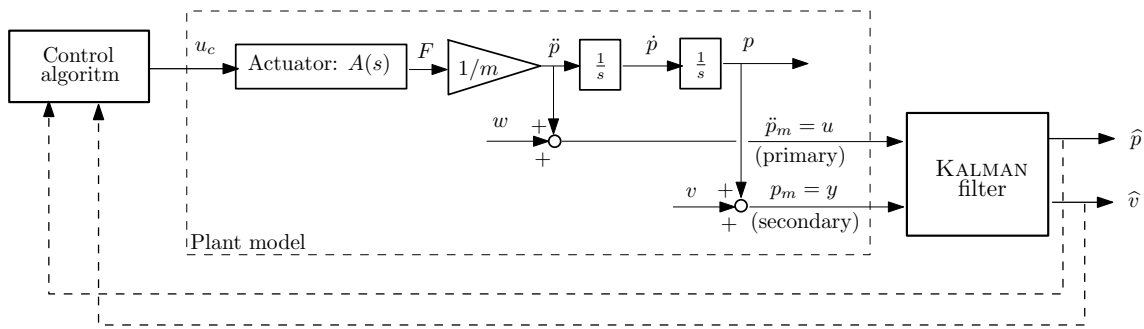 Control
algoritm
u_c
Actuator: A(s)
F
1/m
p̈
1/s
ṗ
1/s
p
w
+
+
p̈_m = u
(primary)
v
+
+
p_m = y
(secondary)
Plant model
KALMAN
filter
p̂
v̂